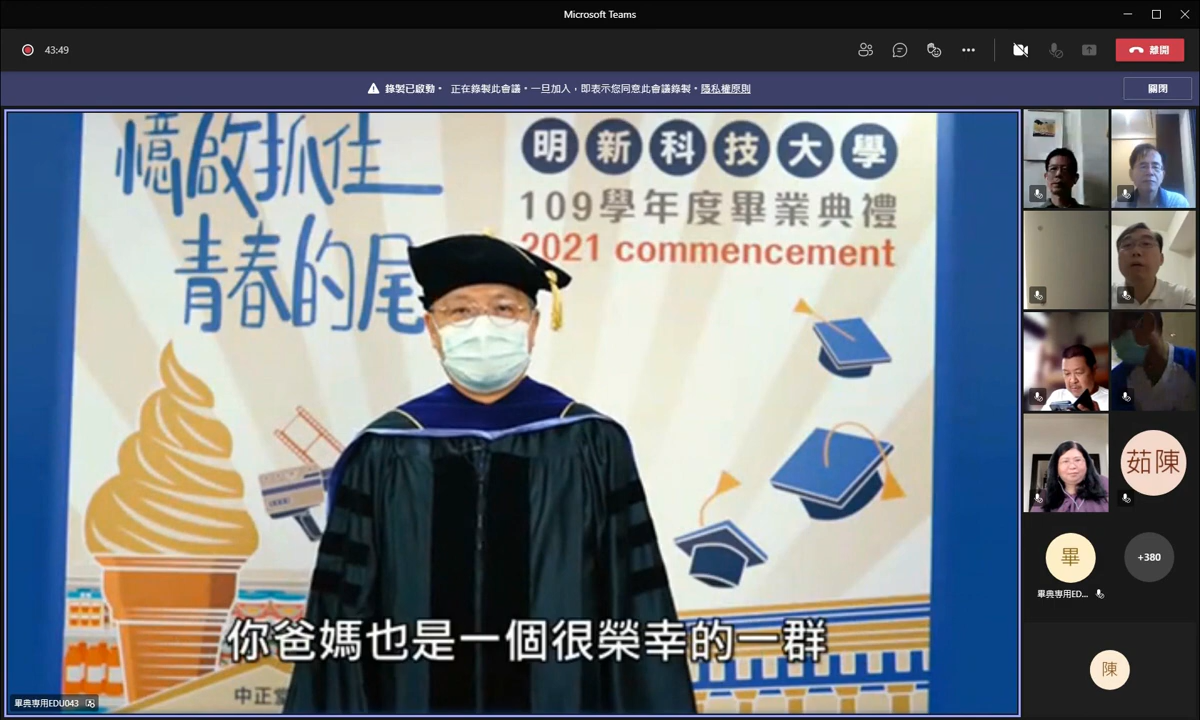 Microsoft Teams
43:49
離開
錄製已啟動。 正在錄製此會議。一旦加入，即表示您同意此會議錄製。隱私權原則
關閉
憶啟抓住
青春的尾
明新科技大學
109學年度畢業典禮
2021 commencement
你爸媽也是一個很榮幸的一群
中正堂
畢典専用EDU043
茹陳
畢
+380
畢典専用ED...
陳